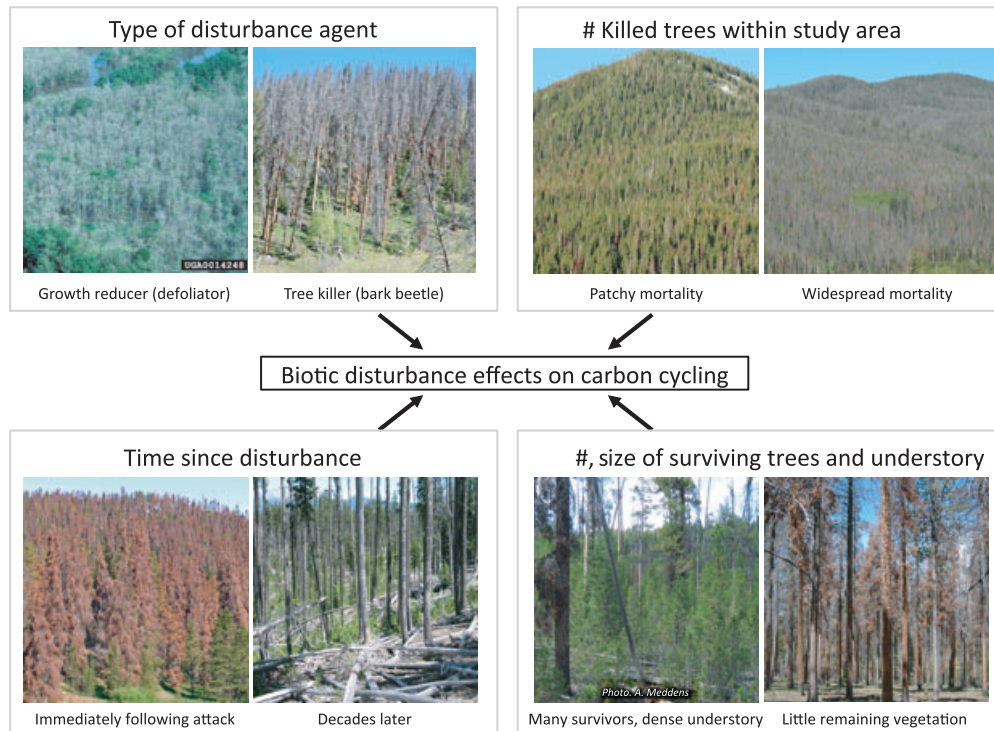 Type of disturbance agent
# Killed trees within study area
UGA0014248
Growth reducer (defoliator)
Tree killer (bark beetle)
Patchy mortality
Widespread mortality
Biotic disturbance effects on carbon cycling
Time since disturbance
#, size of surviving trees and understory
Photo. A. Meddens
Immediately following attack
Decades later
Many survivors, dense understory
Little remaining vegetation